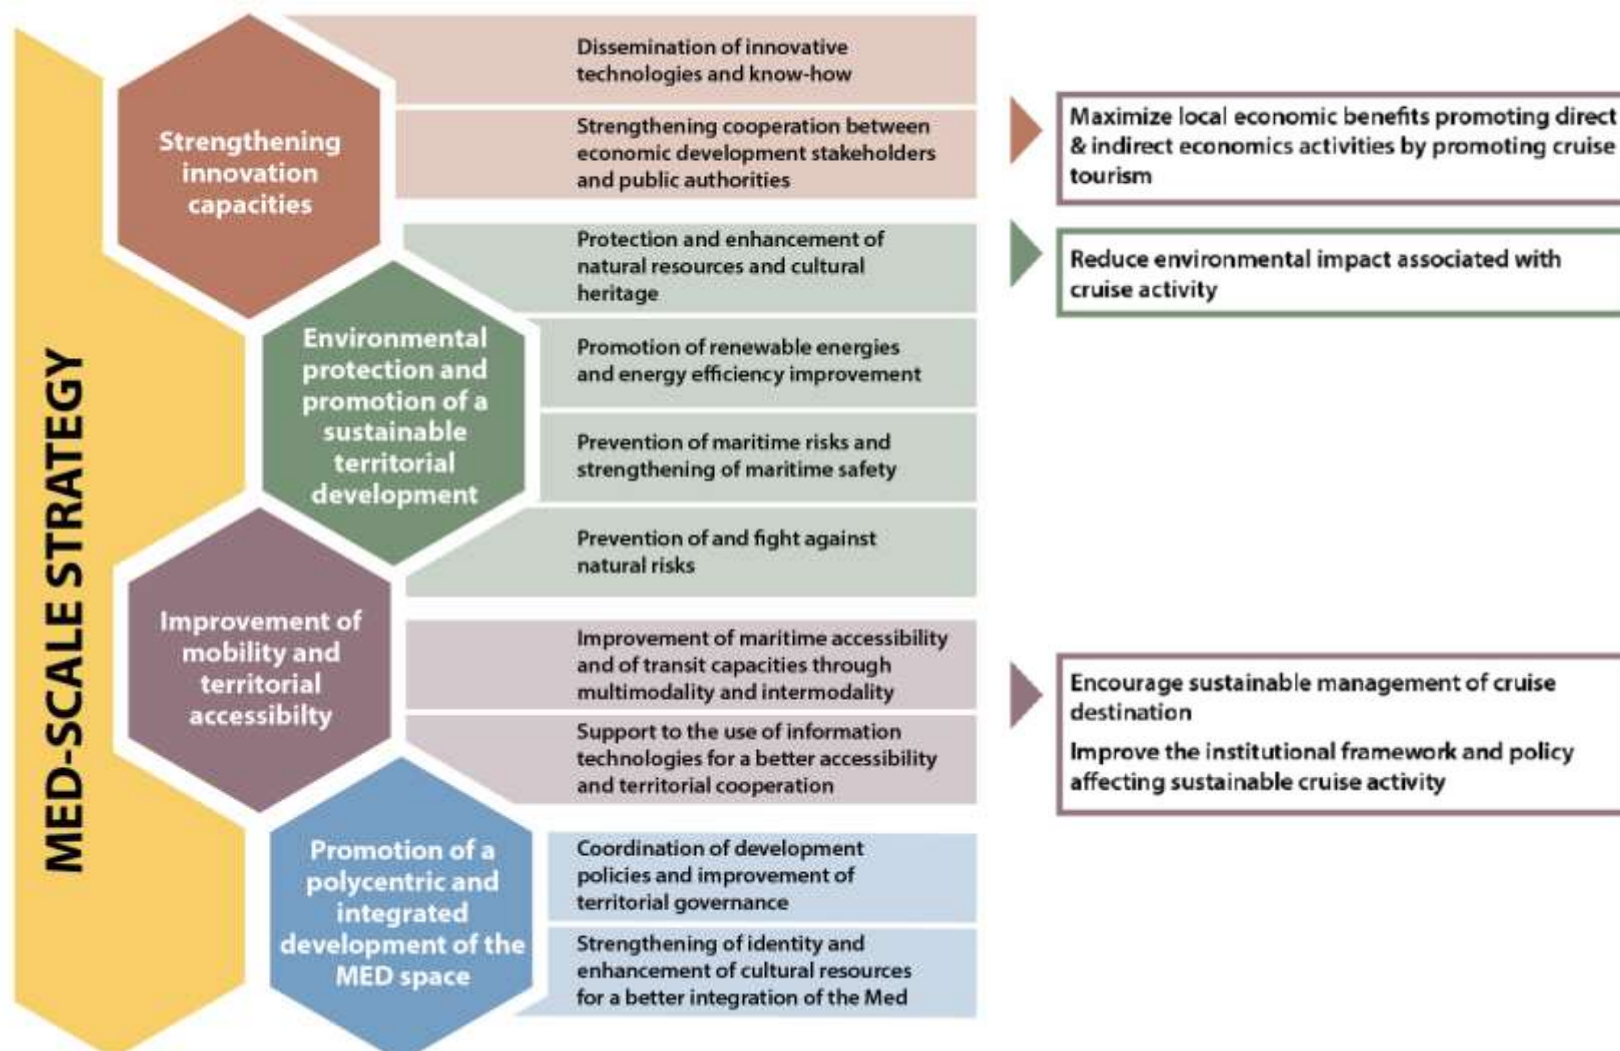 MED-SCALE STRATEGY
Strengthening
innovation
capacities
Dissemination of innovative
technologies and know-how
Strengthening cooperation between
economic development stakeholders
and public authorities
Maximize local economic benefits promoting direct
& indirect economics activities by promoting cruise
tourism
Environmental
protection and
promotion of a
sustainable
territorial
development
Protection and enhancement of
natural resources and cultural
heritage
Promotion of renewable energies
and energy efficiency improvement
Prevention of maritime risks and
strengthening of maritime safety
Prevention of and fight against
natural risks
Reduce environmental impact associated with
cruise activity
Improvement of
mobility and
territorial
accessibilty
Improvement of maritime accessibility
and of transit capacities through
multimodality and intermodality
Support to the use of information
technologies for a better accessibility
and territorial cooperation
Encourage sustainable management of cruise
destination
Improve the institutional framework and policy
affecting sustainable cruise activity
Promotion of a
polycentric and
integrated
development of the
MED space
Coordination of development
policies and improvement of
territorial governance
Strengthening of identity and
enhancement of cultural resources
for a better integration of the Med